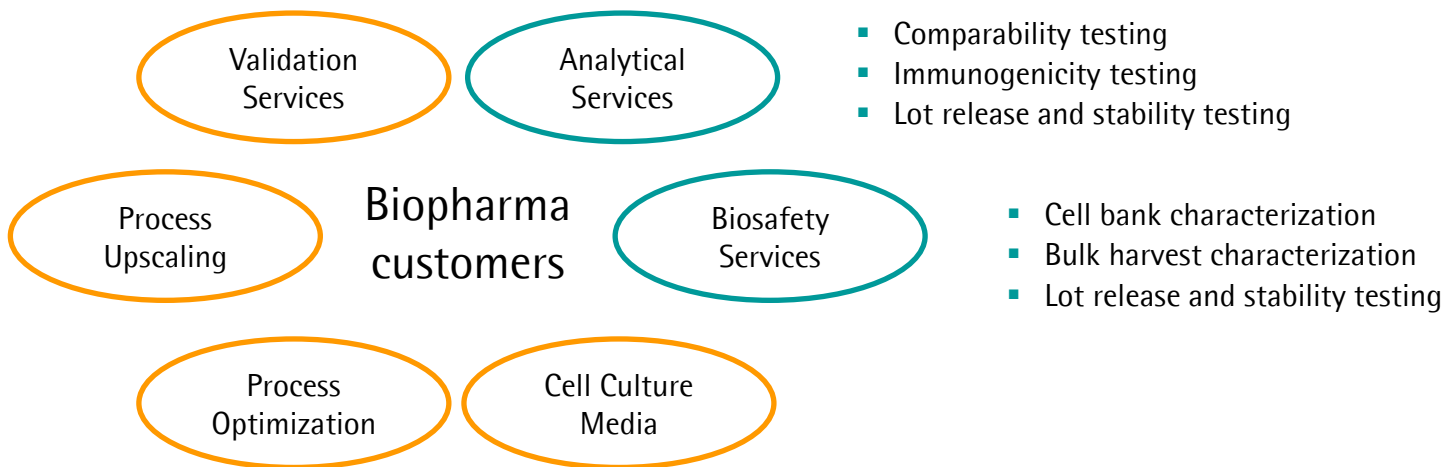 Validation
Services
Analytical
Services
▪ Comparability testing
▪ Immunogenicity testing
▪ Lot release and stability testing
Process
Upscaling
Biopharma
customers
Biosafety
Services
▪ Cell bank characterization
▪ Bulk harvest characterization
▪ Lot release and stability testing
Process
Optimization
Cell Culture
Media